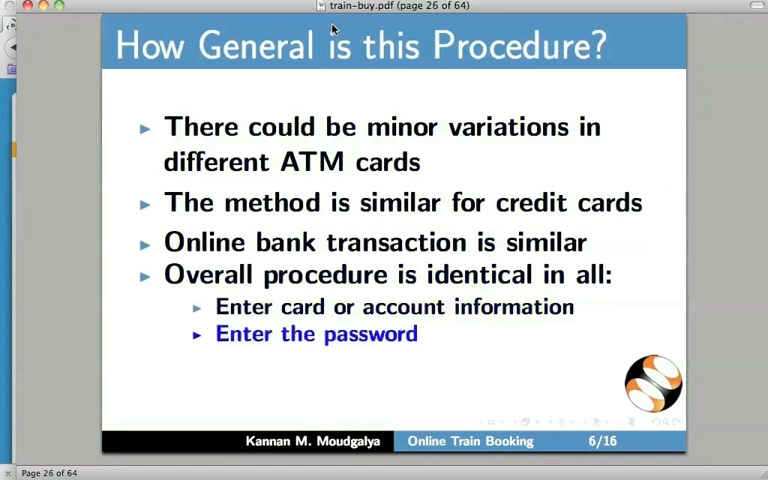 train-buy.pdf (page 26 of 64)
How General is this Procedure?
There could be minor variations in
different ATM cards
The method is similar for credit cards
Online bank transaction is similar
Overall procedure is identical in all:
Enter card or account information
Enter the password
Kannan M. Moudgalya Online Train Booking 6/16
Page 26 of 64